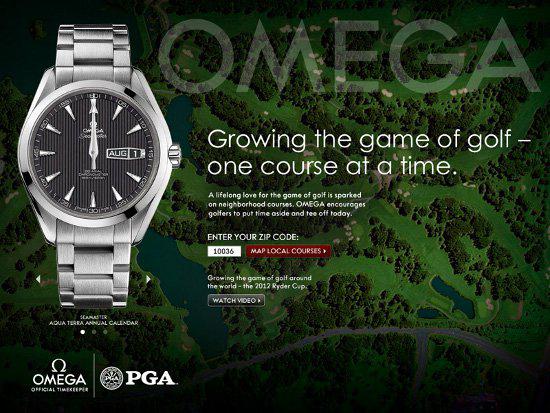 OMEGA
OMEGA
Seamaster
AUG 1
Growing the game of golf –
one course at a time.
A lifelong love for the game of golf is sparked
on neighborhood courses. OMEGA encourages
golfers to put time aside and tee off today.
ENTER YOUR ZIP CODE:
10036 MAP LOCAL COURSES
Growing the game of golf around
the world - the 2012 Ryder Cup.
WATCH VIDEO
SEAMASTER
AQUA TERRA ANNUAL CALENDAR
OMEGA
OFFICIAL TIMEKEEPER
PGA
PGA